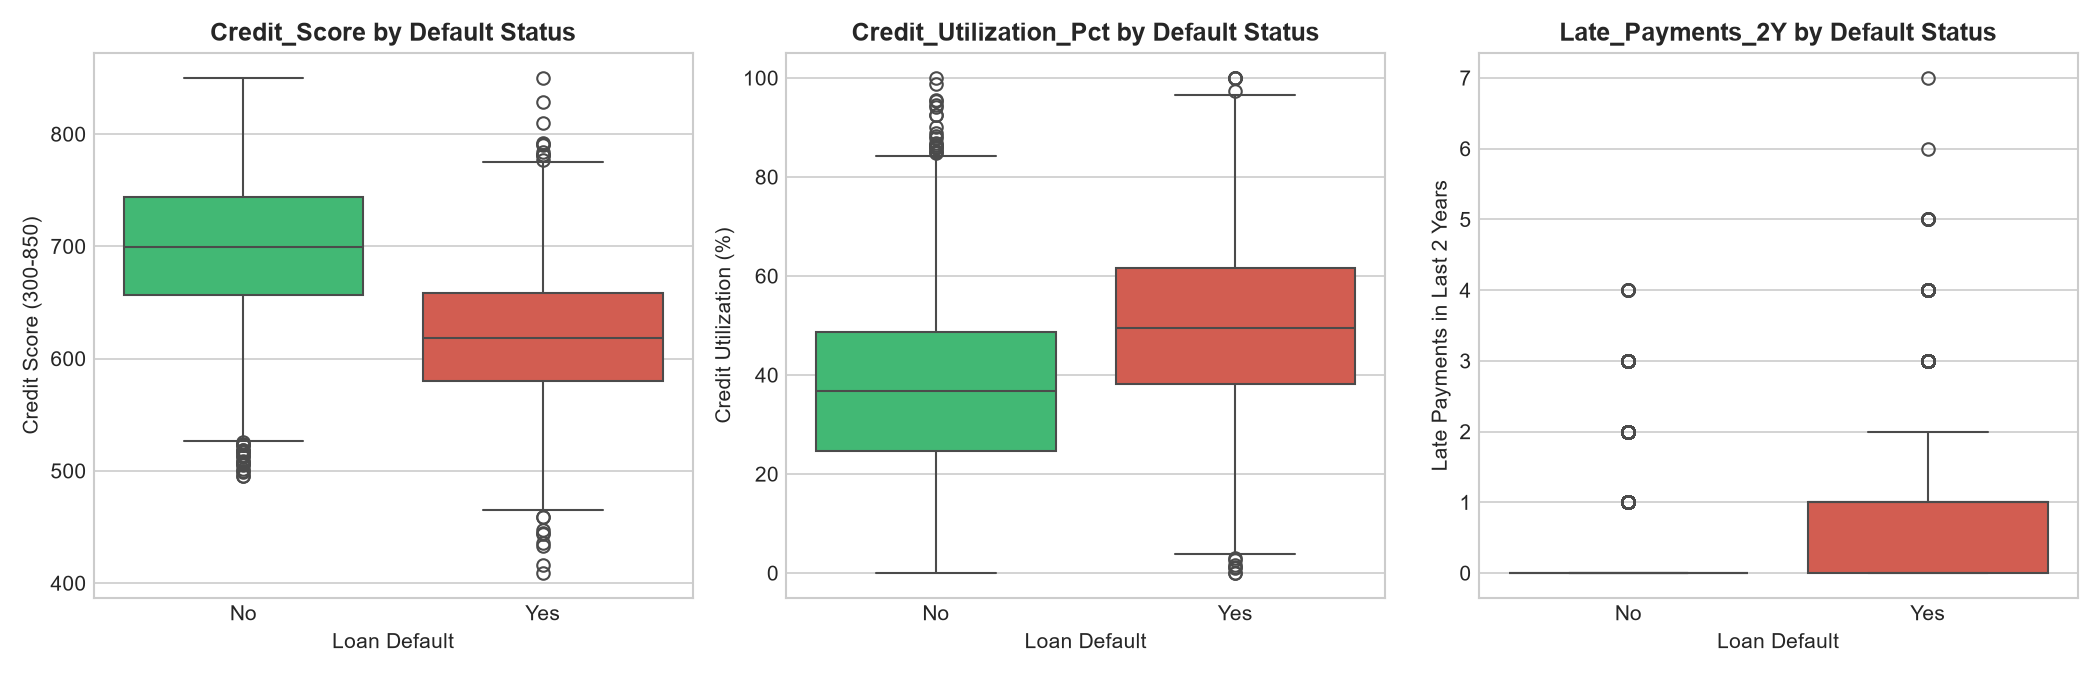 Credit_Score by Default Status
Credit Score (300-850)
800
700
600
500
400
No
Yes
Loan Default
Credit_Utilization_Pct by Default Status
Credit Utilization (%)
100
80
60
40
20
0
No
Yes
Loan Default
Late_Payments_2Y by Default Status
Late Payments in Last 2 Years
7
6
5
4
3
2
1
0
No
Yes
Loan Default